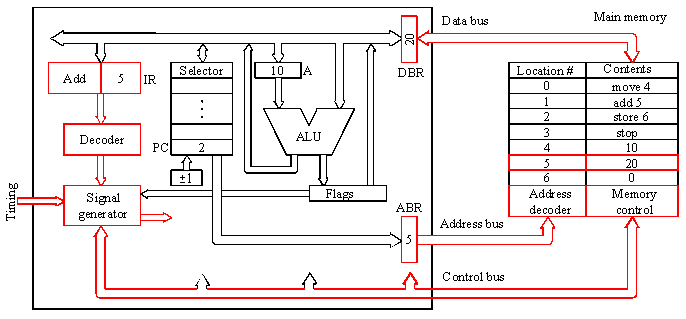 Data bus
Main memory
20
DBR
Add 5 IR
Selector
10 A
Location # Contents
0 move 4
1 add 5
2 store 6
3 stop
4 10
5 20
6 0
Address decoder
Memory control
Decoder
ALU
PC 2
±1
Flags
Timing
Signal generator
ABR
5
Address bus
Control bus